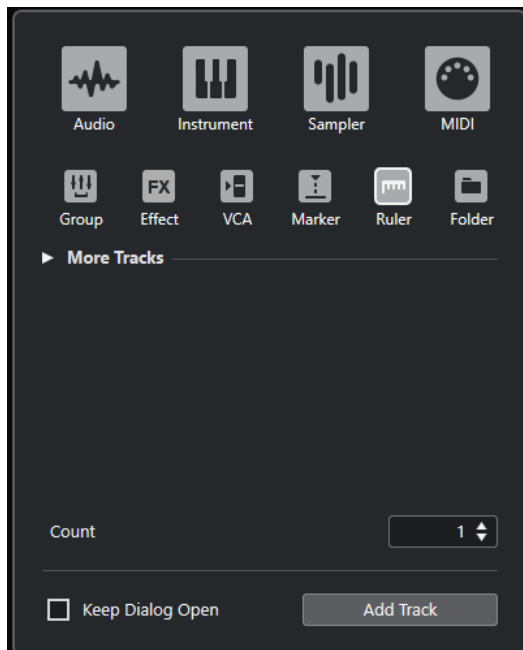 Audio Instrument Sampler MIDI
FX
Group Effect VCA Marker Ruler Folder
More Tracks
Count 1
Keep Dialog Open Add Track